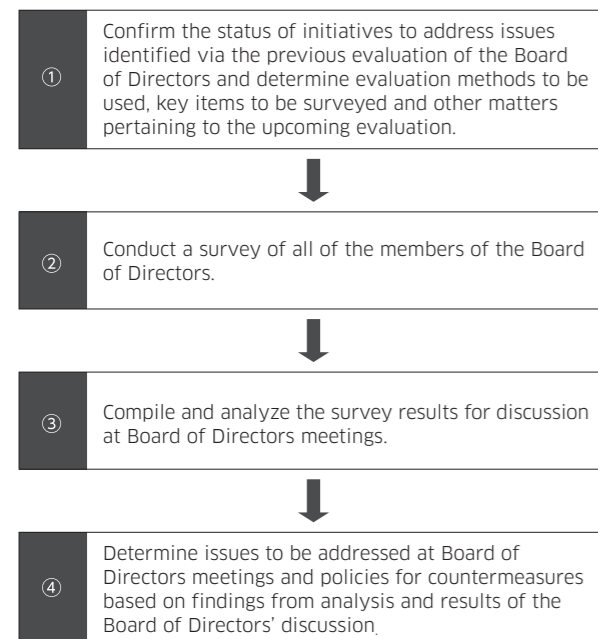 ①
Confirm the status of initiatives to address issues
identified via the previous evaluation of the Board
of Directors and determine evaluation methods to be
used, key items to be surveyed and other matters
pertaining to the upcoming evaluation.
②
Conduct a survey of all of the members of the Board
of Directors.
③
Compile and analyze the survey results for discussion
at Board of Directors meetings.
④
Determine issues to be addressed at Board of
Directors meetings and policies for countermeasures
based on findings from analysis and results of the
Board of Directors’ discussion.